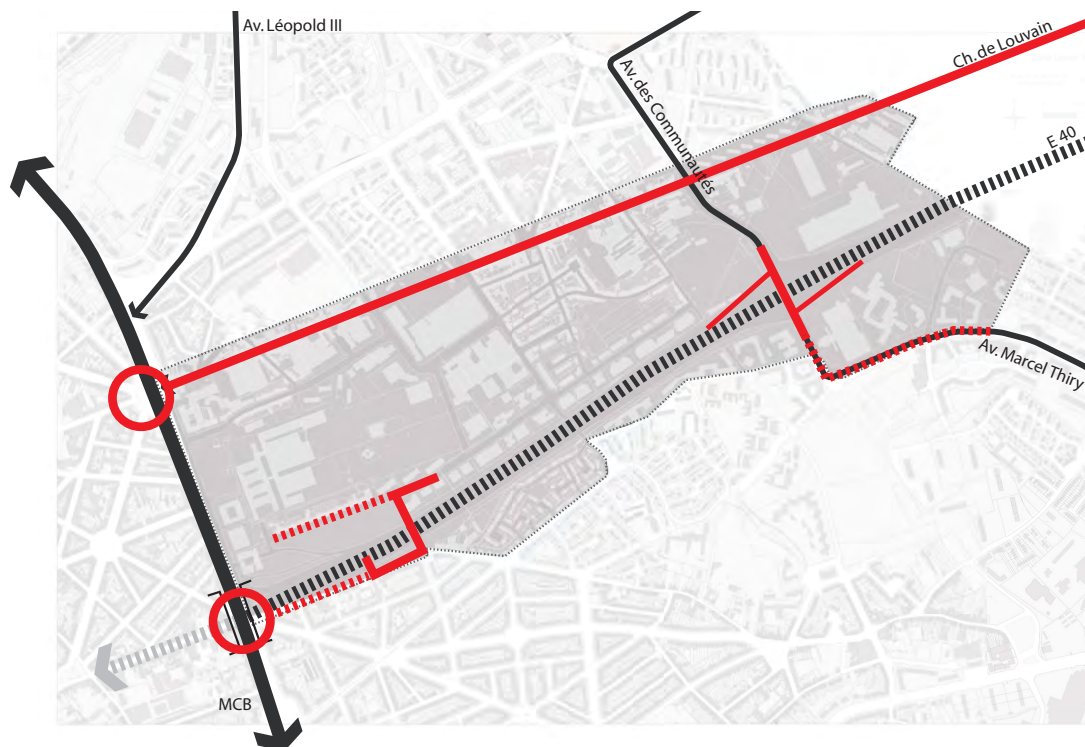 Av. Léopold III
Ch. de Louvain
Av. des Communautés
E 40
Av. Marcel Thiry
MCB